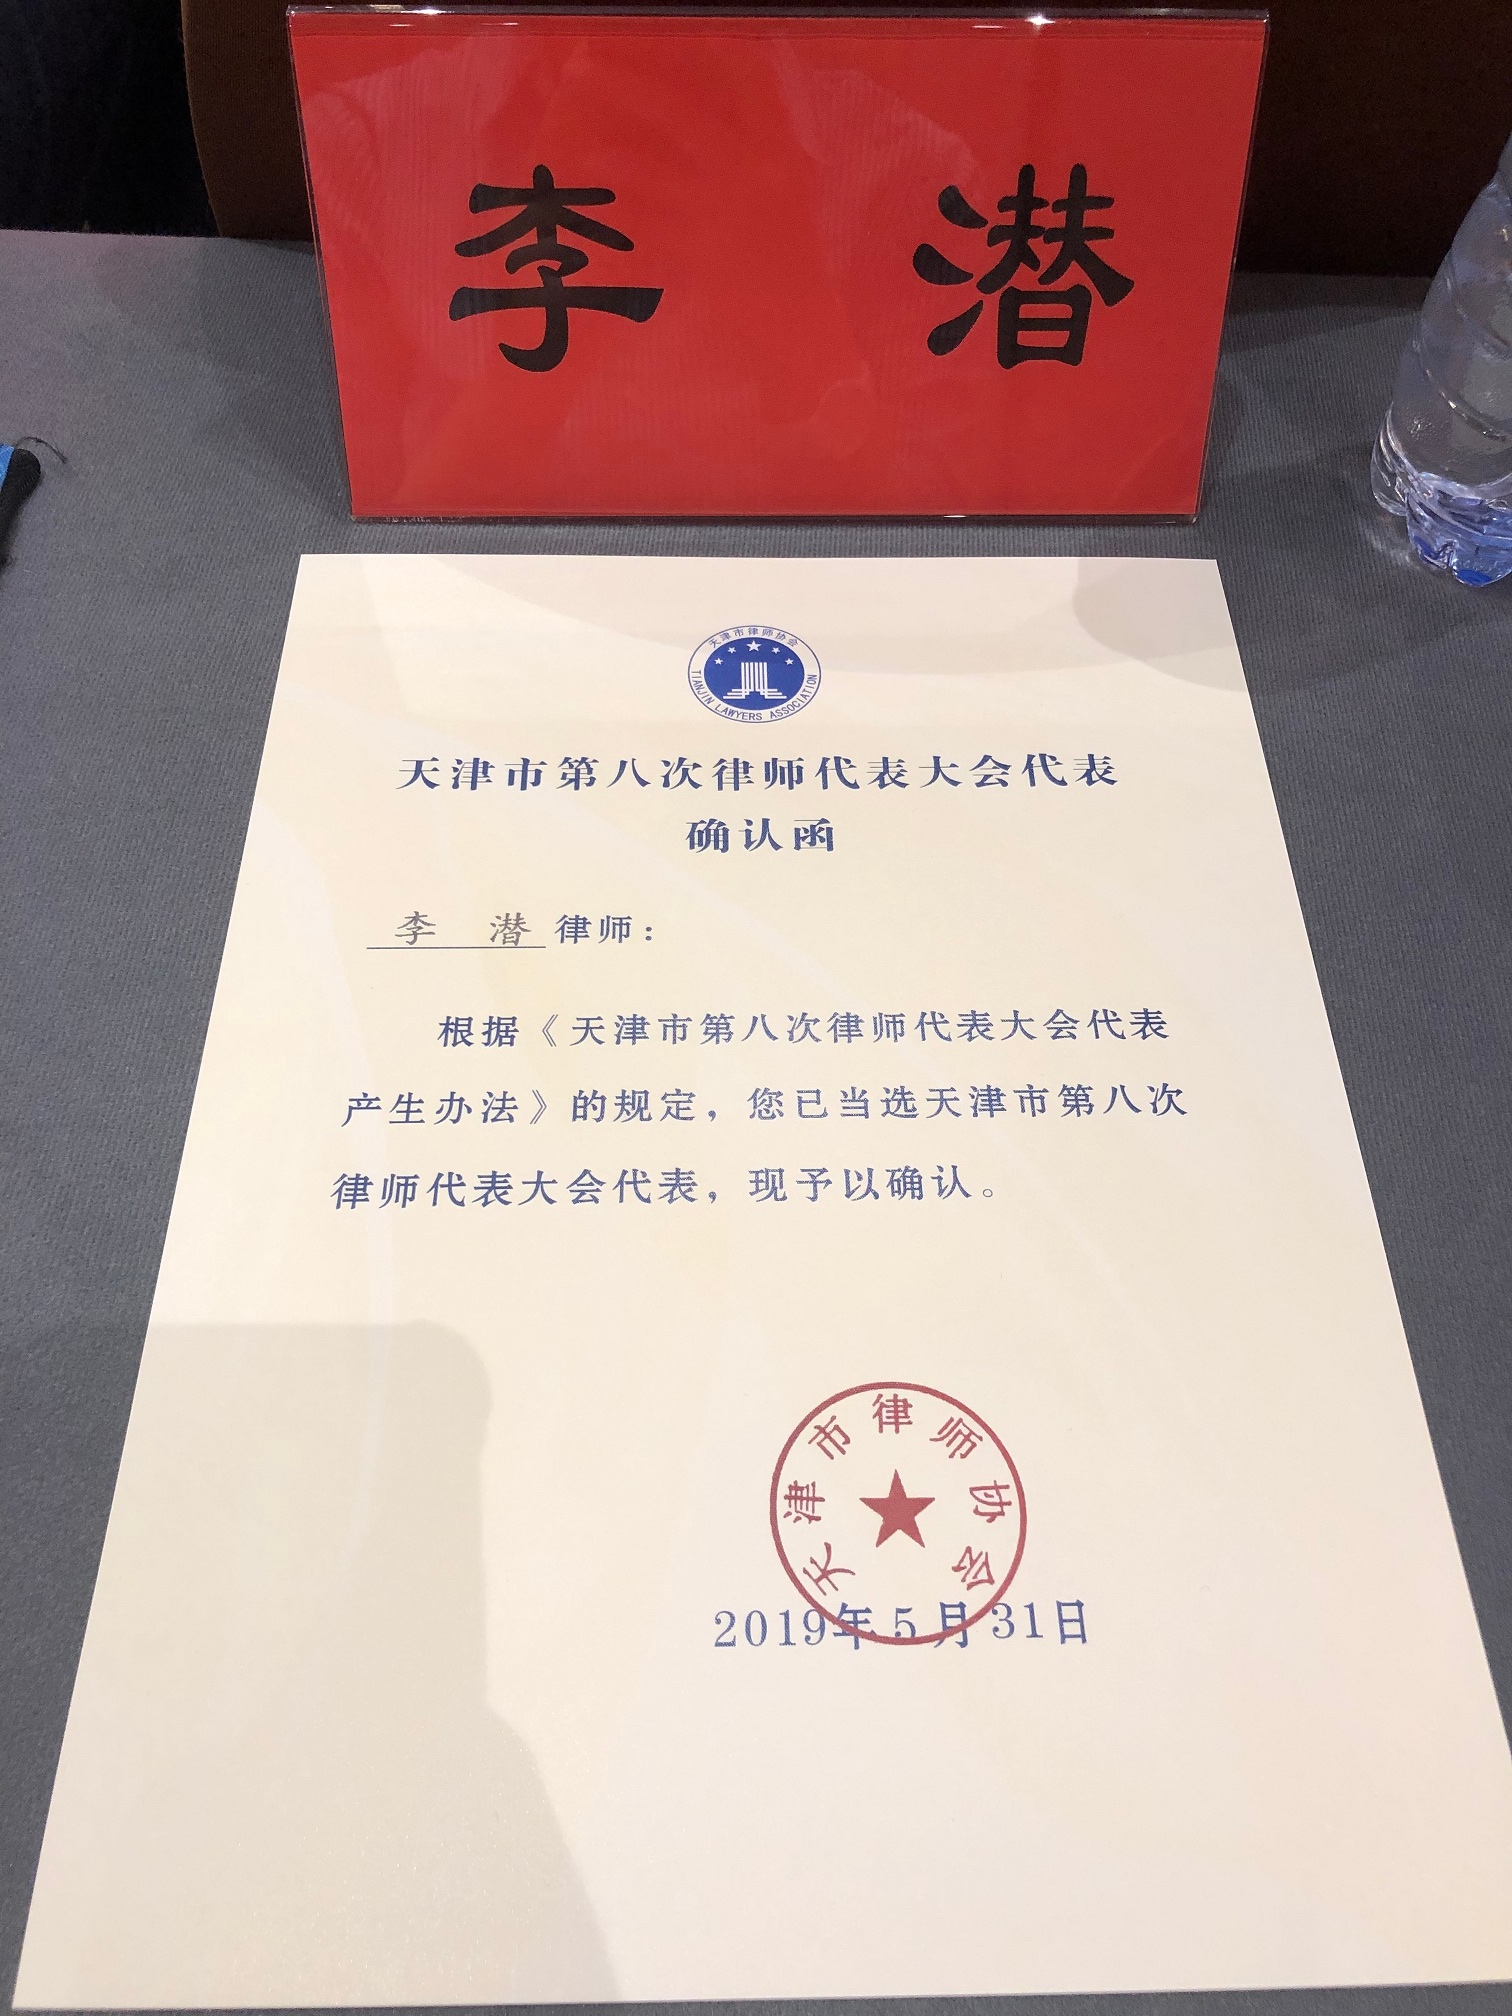 李 潜
天津市律师协会
TIANJIN LAWYERS ASSOCIATION
天津市第八次律师代表大会代表
确认函
李 潜 律师：
根据《天津市第八次律师代表大会代表
产生办法》的规定，您已当选天津市第八次
律师代表大会代表，现予以确认。
天津市律师协会
2019年5月31日